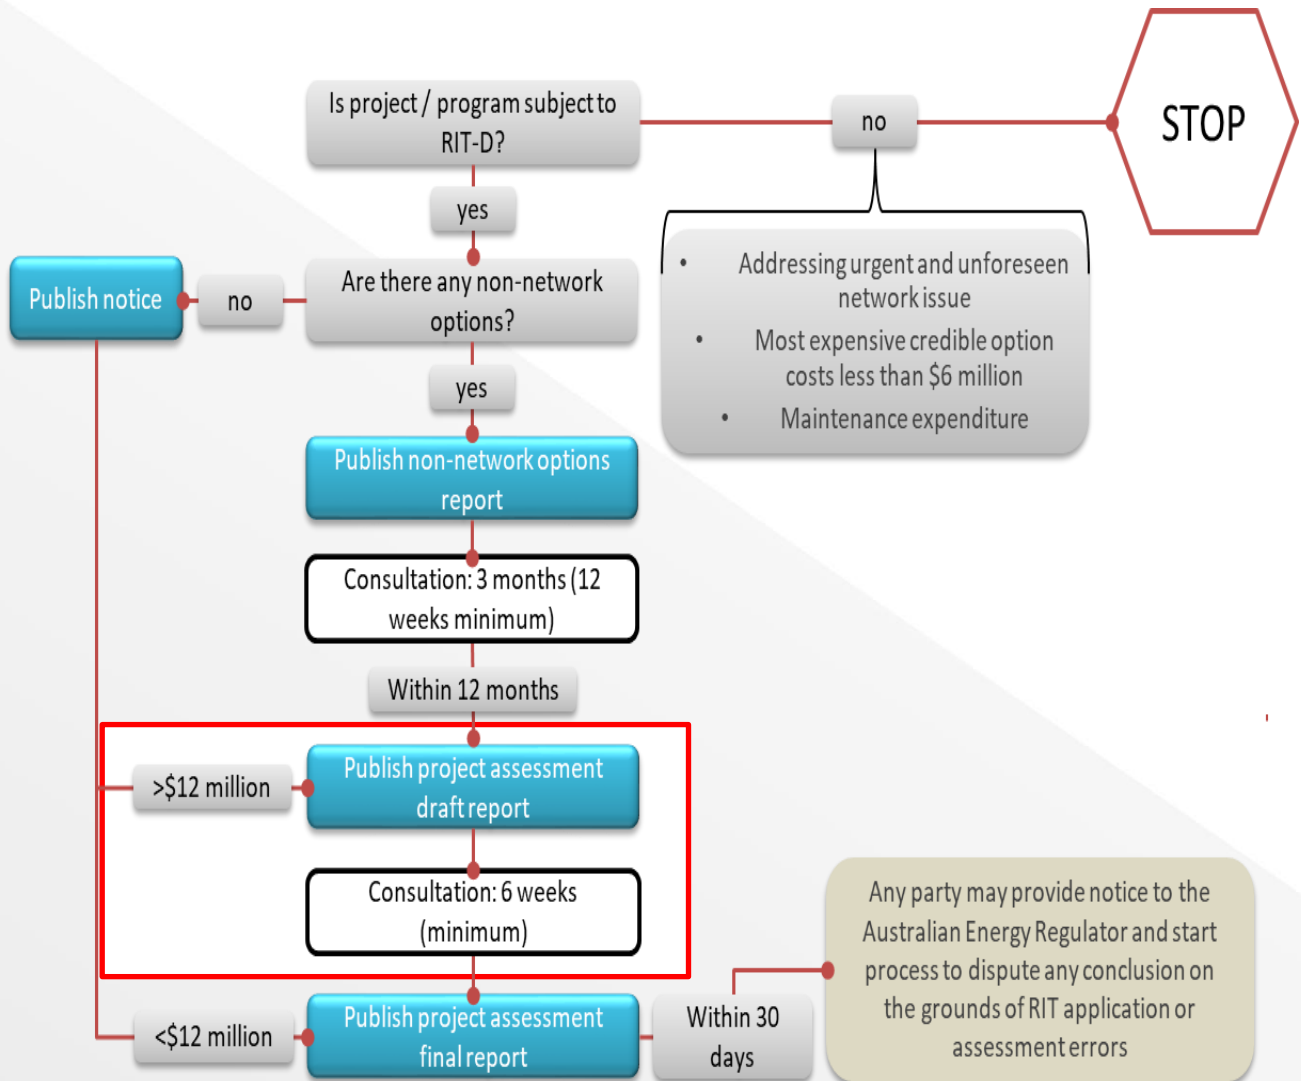 Is project / program subject to
RIT-D?
no
STOP
yes
• Addressing urgent and unforeseen
network issue
• Most expensive credible option
costs less than $6 million
• Maintenance expenditure
Publish notice
no
Are there any non-network
options?
yes
Publish non-network options
report
Consultation: 3 months (12
weeks minimum)
Within 12 months
>$12 million
Publish project assessment
draft report
Consultation: 6 weeks
(minimum)
<$12 million
Publish project assessment
final report
Within 30
days
Any party may provide notice to the
Australian Energy Regulator and start
process to dispute any conclusion on
the grounds of RIT application or
assessment errors